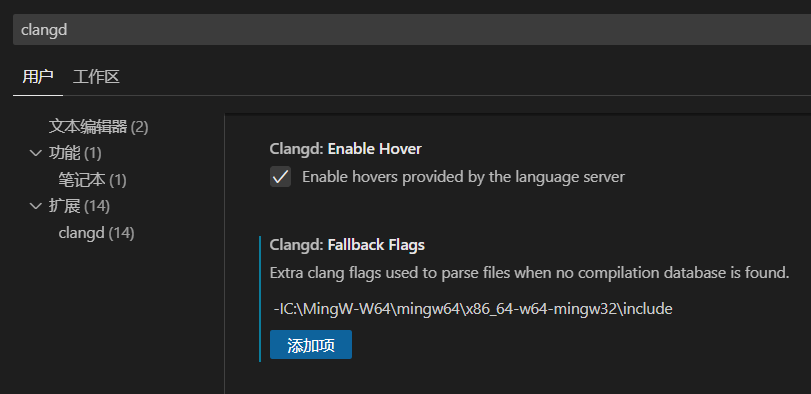 clangd
用户 工作区
文本编辑器 (2)
功能 (1)
笔记本 (1)
扩展 (14)
clangd (14)
Clangd: Enable Hover
Enable hovers provided by the language server
Clangd: Fallback Flags
Extra clang flags used to parse files when no compilation database is found.
-IC:\MingW-W64\mingw64\x86_64-w64-mingw32\include
添加项